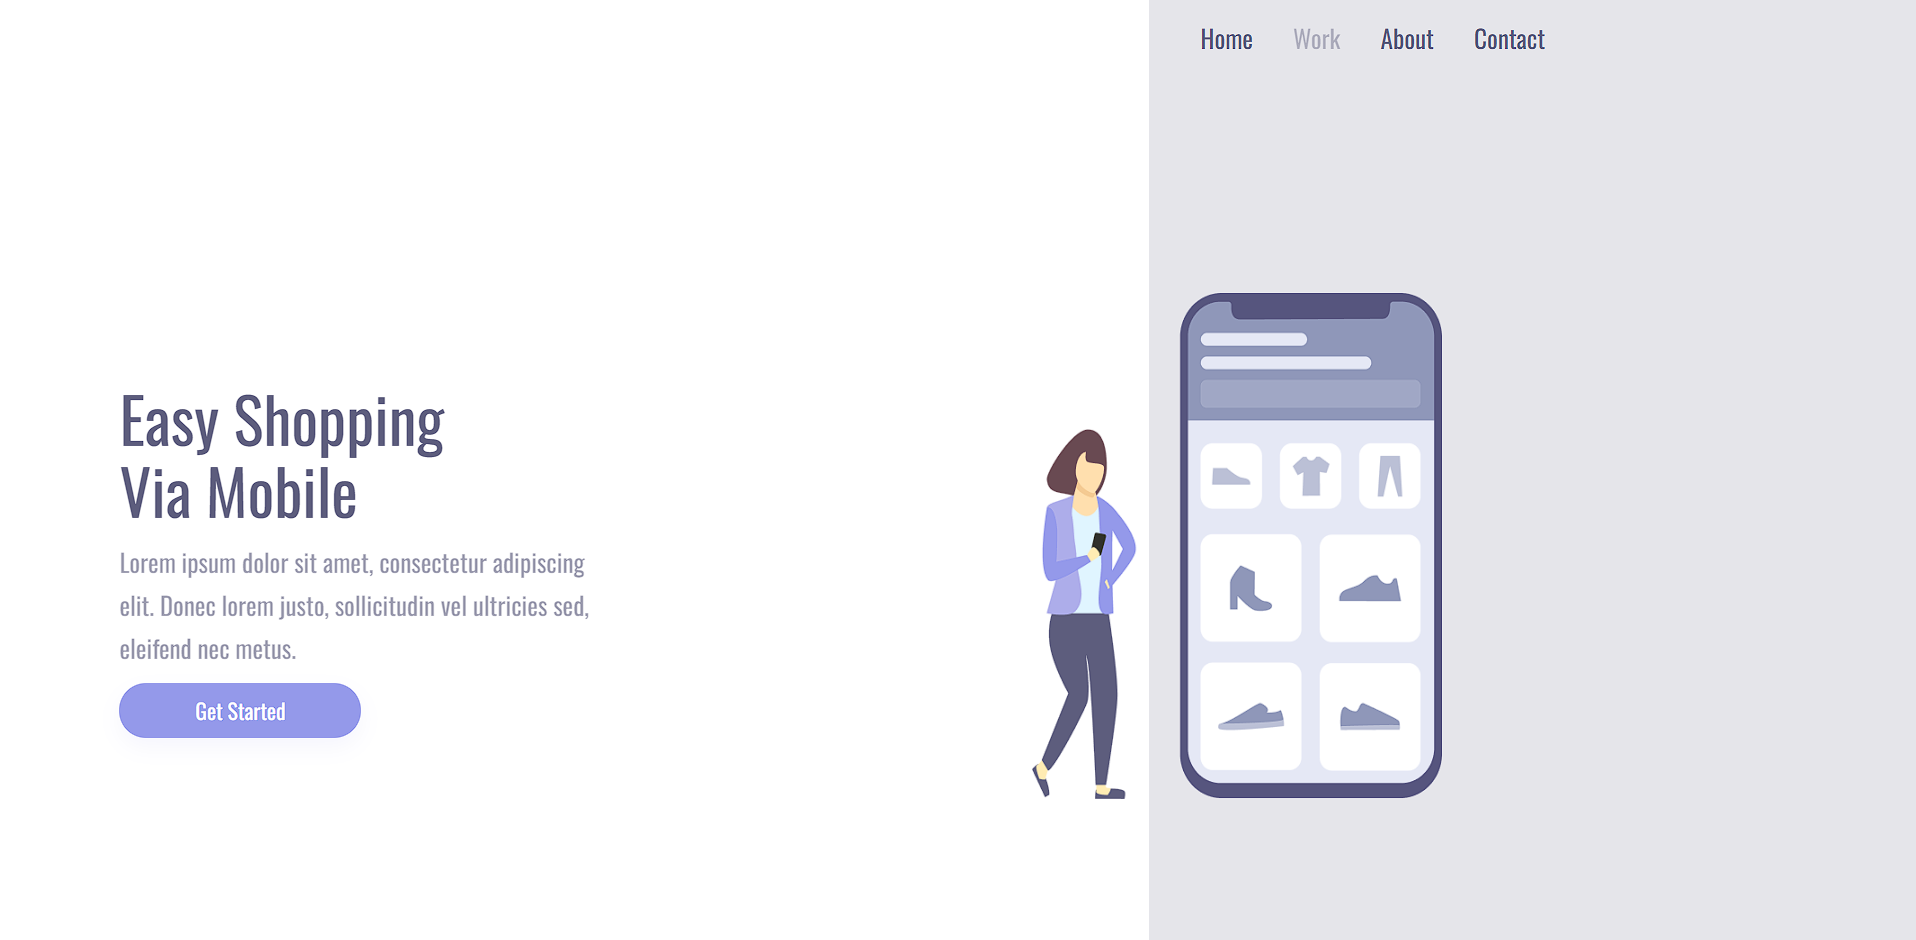 Home Work About Contact
Easy Shopping
Via Mobile
Lorem ipsum dolor sit amet, consectetur adipiscing
elit. Donec lorem justo, sollicitudin vel ultricies sed,
eleifend nec metus.
Get Started